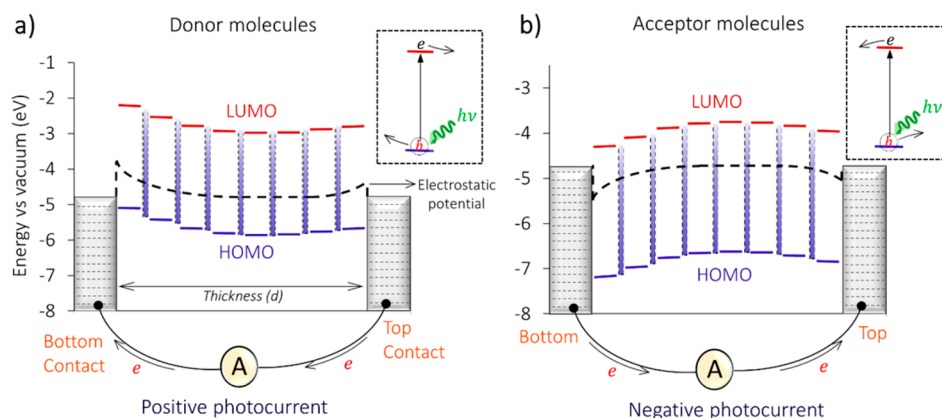 a)
Donor molecules
Energy vs vacuum (eV)
-1
-2
-3
-4
-5
-6
-7
-8
LUMO
HOMO
e
hν
h
Electrostatic
potential
Thickness (d)
Bottom
Contact
Top
Contact
e
A
e
Positive photocurrent
b)
Acceptor molecules
-3
-4
-5
-6
-7
-8
LUMO
HOMO
e
hν
h
Bottom
Top
e
A
e
Negative photocurrent